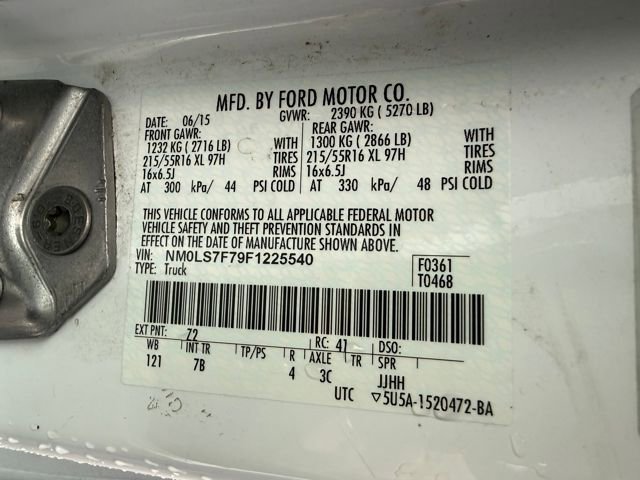 MFD. BY FORD MOTOR CO.
DATE: 06/15 GVWR: 2390 KG ( 5270 LB)
FRONT GAWR: WITH REAR GAWR: WITH
1232 KG ( 2716 LB) TIRES 1300 KG ( 2866 LB) TIRES
215/55R16 XL 97H RIMS 215/55R16 XL 97H RIMS
16x6.5J 16x6.5J
AT 300 kPa/ 44 PSI COLD AT 330 kPa/ 48 PSI COLD
THIS VEHICLE CONFORMS TO ALL APPLICABLE FEDERAL MOTOR
VEHICLE SAFETY AND THEFT PREVENTION STANDARDS IN
EFFECT ON THE DATE OF MANUFACTURE SHOWN ABOVE.
VIN: NM0LS7F79F1225540 F0361
TYPE: Truck T0468
EXT PNT: 72 RC: 41 DSO:
WB INT TR TP/PS R AXLE TR SPR
121 7B 4 3C JJHH
UTC ▽5U5A-1520472-BA